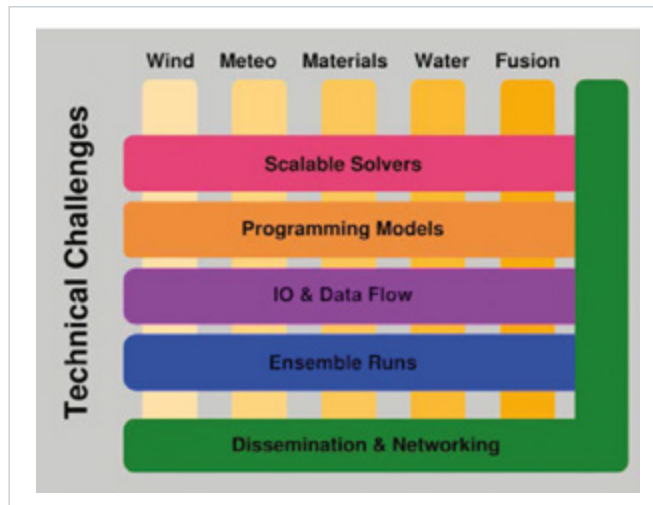 Wind Meteo Materials Water Fusion
Technical Challenges
Scalable Solvers
Programming Models
IO & Data Flow
Ensemble Runs
Dissemination & Networking